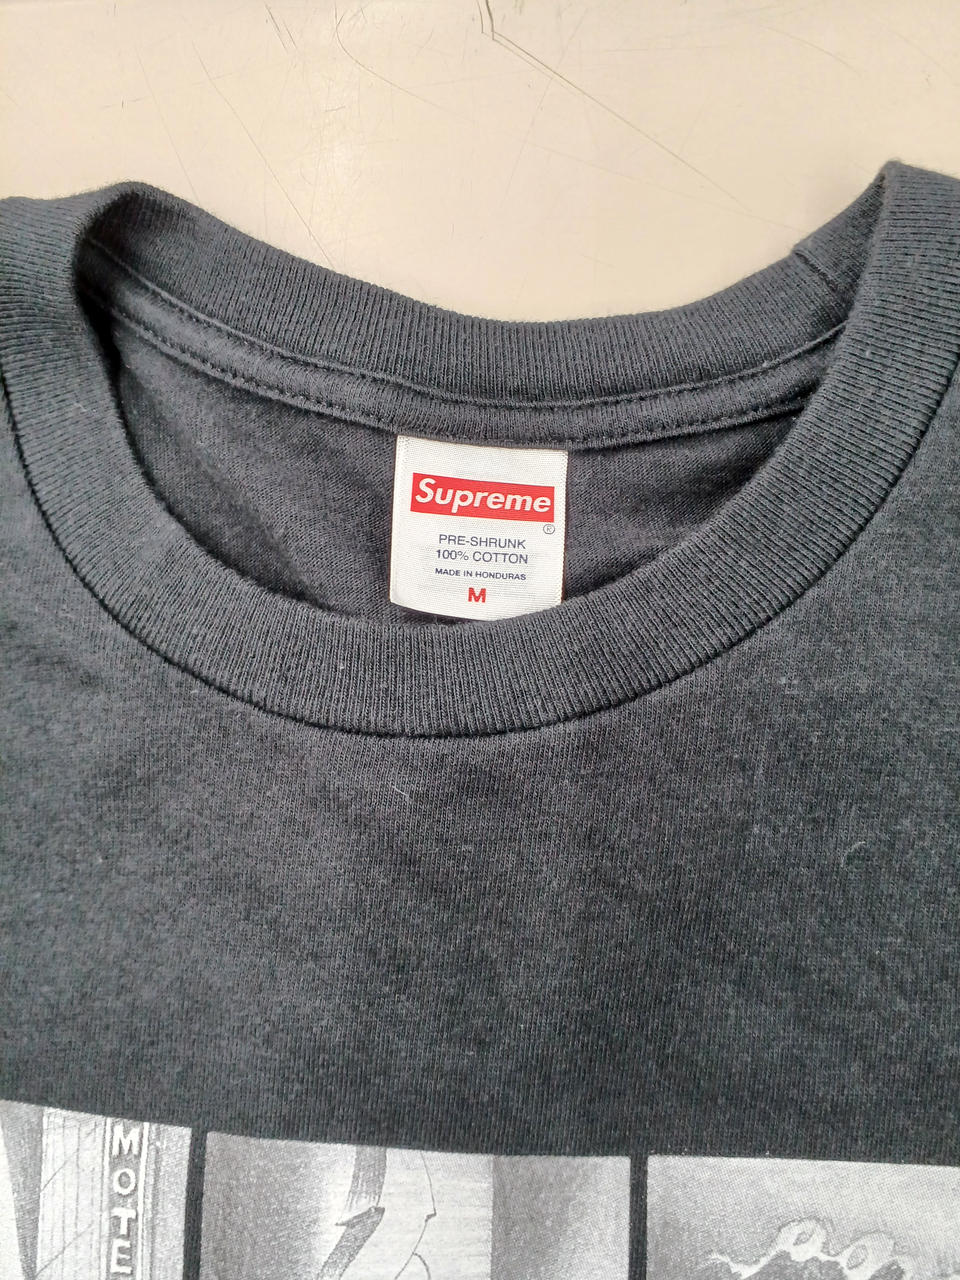 Supreme
®
PRE-SHRUNK
100% COTTON
MADE IN HONDURAS
M
MOTE